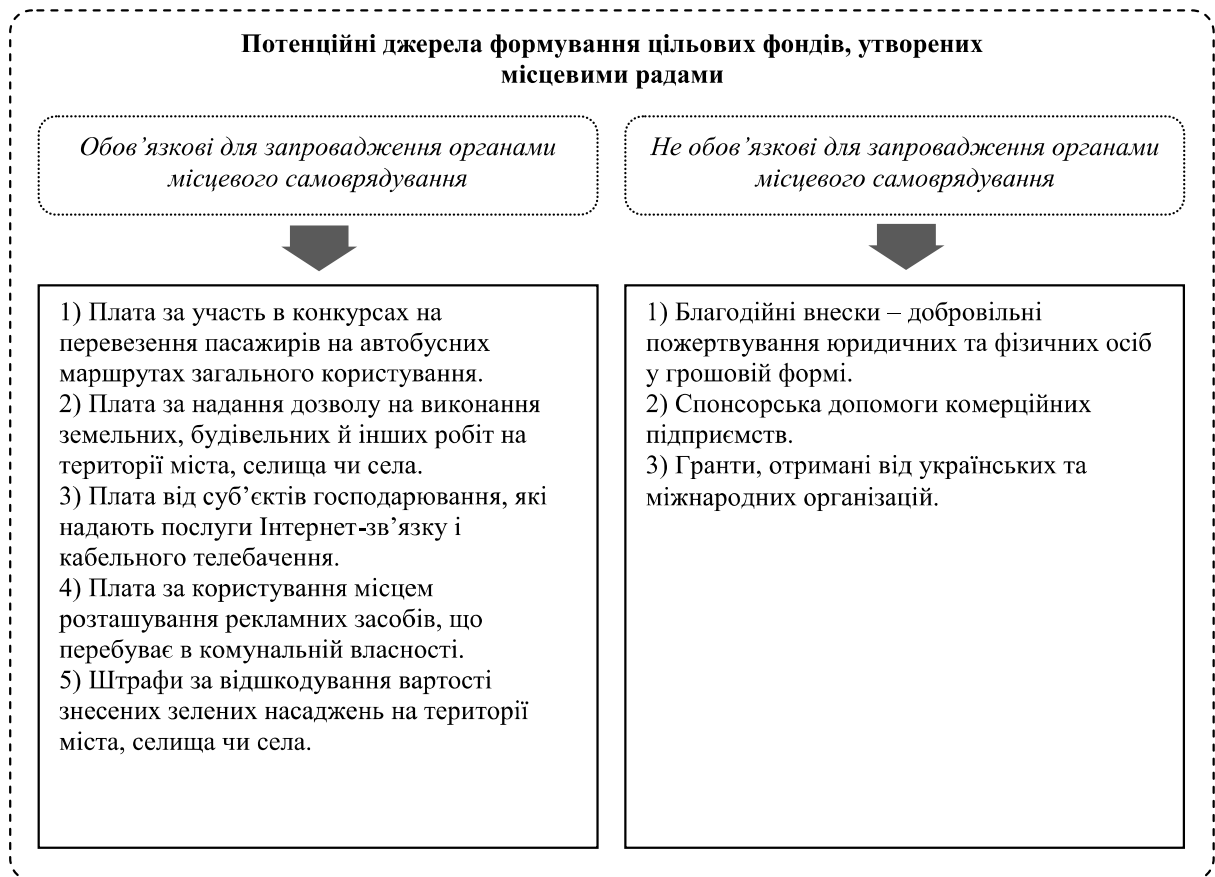 Потенційні джерела формування цільових фондів, утворених
місцевими радами
Обов’язкові для запровадження органами
місцевого самоврядування
Не обов’язкові для запровадження органами
місцевого самоврядування
1) Плата за участь в конкурсах на
перевезення пасажирів на автобусних
маршрутах загального користування.
2) Плата за надання дозволу на виконання
земельних, будівельних й інших робіт на
території міста, селища чи села.
3) Плата від суб’єктів господарювання, які
надають послуги Інтернет-зв’язку і
кабельного телебачення.
4) Плата за користування місцем
розташування рекламних засобів, що
перебуває в комунальній власності.
5) Штрафи за відшкодування вартості
знесених зелених насаджень на території
міста, селища чи села.
1) Благодійні внески – добровільні
пожертвування юридичних та фізичних осіб
у грошовій формі.
2) Спонсорська допомоги комерційних
підприємств.
3) Гранти, отримані від українських та
міжнародних організацій.